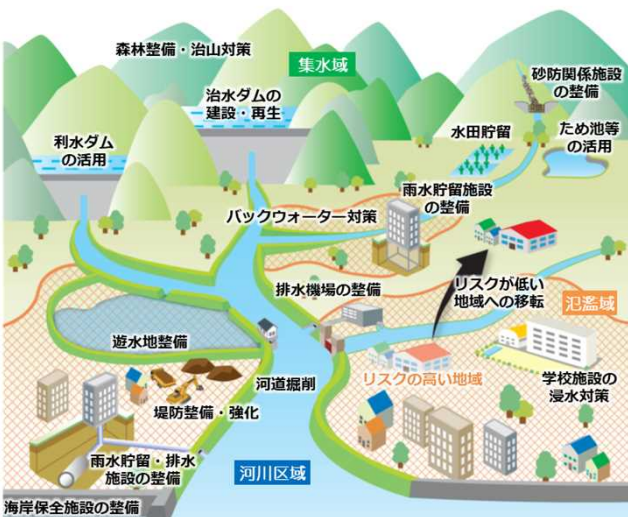 森林整備・治山対策
集水域
砂防関係施設
の整備
治水ダムの
建設・再生
利水ダム
の活用
水田貯留
ため池等
の活用
雨水貯留施設
の整備
バックウォーター対策
排水機場の整備
リスクが低い
地域への移転
氾濫域
遊水地整備
河道掘削
リスクの高い地域
学校施設の
浸水対策
堤防整備・強化
雨水貯留・排水
施設の整備
河川区域
海岸保全施設の整備